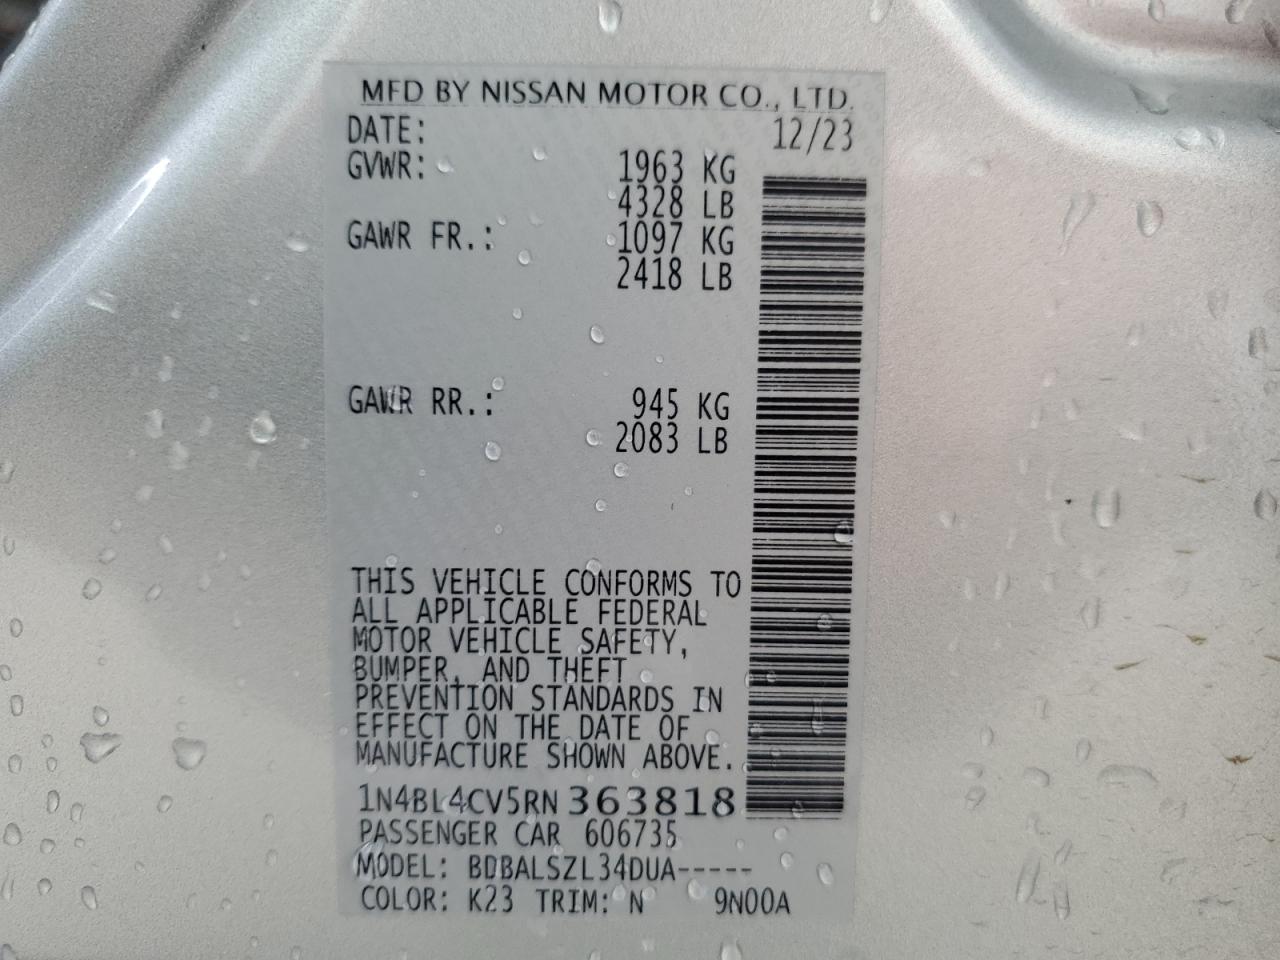 MFD BY NISSAN MOTOR CO., LTD.
DATE: 12/23
GVWR: 1963 KG
4328 LB
GAWR FR.: 1097 KG
2418 LB
GAWR RR.: 945 KG
2083 LB
THIS VEHICLE CONFORMS TO
ALL APPLICABLE FEDERAL
MOTOR VEHICLE SAFETY,
BUMPER, AND THEFT
PREVENTION STANDARDS IN
EFFECT ON THE DATE OF
MANUFACTURE SHOWN ABOVE.
1N4BL4CV5RN363818
PASSENGER CAR 606735
MODEL: BDBALSZL34DUA-----
COLOR: K23 TRIM: N 9N00A